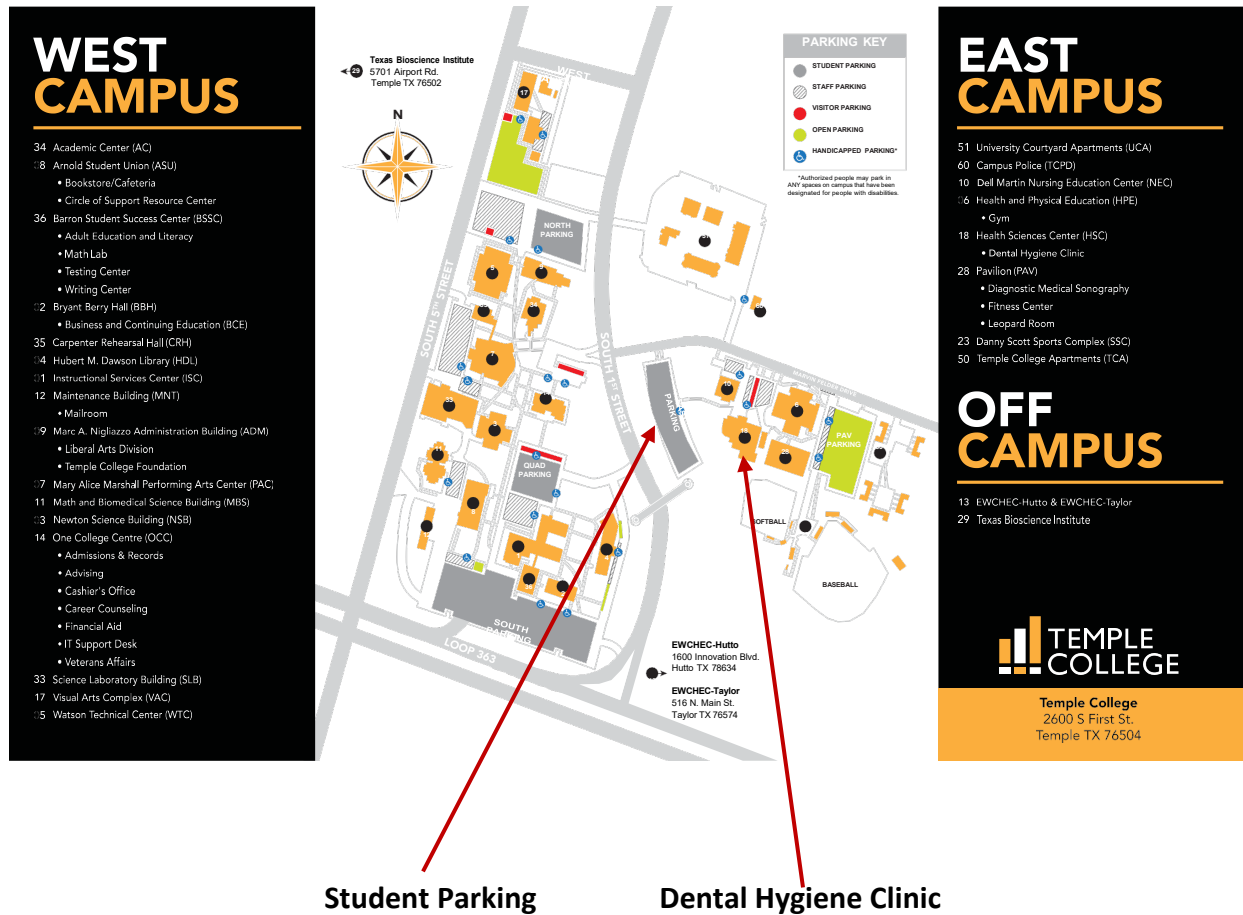 WEST
CAMPUS
34 Academic Center (AC)
08 Arnold Student Union (ASU)
• Bookstore/Cafeteria
• Circle of Support Resource Center
36 Barron Student Success Center (BSSC)
• Adult Education and Literacy
• Math Lab
• Testing Center
• Writing Center
02 Bryant Berry Hall (BBH)
• Business and Continuing Education (BCE)
35 Carpenter Rehearsal Hall (CRH)
04 Hubert M. Dawson Library (HDL)
01 Instructional Services Center (ISC)
12 Maintenance Building (MNT)
• Mailroom
09 Marc A. Nigliazzo Administration Building (ADM)
• Liberal Arts Division
• Temple College Foundation
07 Mary Alice Marshall Performing Arts Center (PAC)
11 Math and Biomedical Science Building (MBS)
03 Newton Science Building (NSB)
14 One College Centre (OCC)
• Admissions & Records
• Advising
• Cashier's Office
• Career Counseling
• Financial Aid
• IT Support Desk
• Veterans Affairs
33 Science Laboratory Building (SLB)
17 Visual Arts Complex (VAC)
05 Watson Technical Center (WTC)
29
Texas Bioscience Institute
5701 Airport Rd.
Temple TX 76502
N
WEST
17
PARKING KEY
STUDENT PARKING
STAFF PARKING
VISITOR PARKING
OPEN PARKING
HANDICAPPED PARKING*
*Authorized people may park in
ANY spaces on campus that have been
designated for people with disabilities.
NORTH
PARKING
SOUTH 5TH STREET
SOUTH 1ST STREET
MARVIN FELDER DRIVE
PARKING
PAV
PARKING
QUAD
PARKING
SOFTBALL
BASEBALL
SOUTH
PARKING
LOOP 363
EWCHEC-Hutto
1600 Innovation Blvd.
Hutto TX 78634
EWCHEC-Taylor
516 N. Main St.
Taylor TX 76574
EAST
CAMPUS
51 University Courtyard Apartments (UCA)
60 Campus Police (TCPD)
10 Dell Martin Nursing Education Center (NEC)
06 Health and Physical Education (HPE)
• Gym
18 Health Sciences Center (HSC)
• Dental Hygiene Clinic
28 Pavilion (PAV)
• Diagnostic Medical Sonography
• Fitness Center
• Leopard Room
23 Danny Scott Sports Complex (SSC)
50 Temple College Apartments (TCA)
OFF
CAMPUS
13 EWCHEC-Hutto & EWCHEC-Taylor
29 Texas Bioscience Institute
TEMPLE
COLLEGE
Temple College
2600 S First St.
Temple TX 76504
Student Parking
Dental Hygiene Clinic